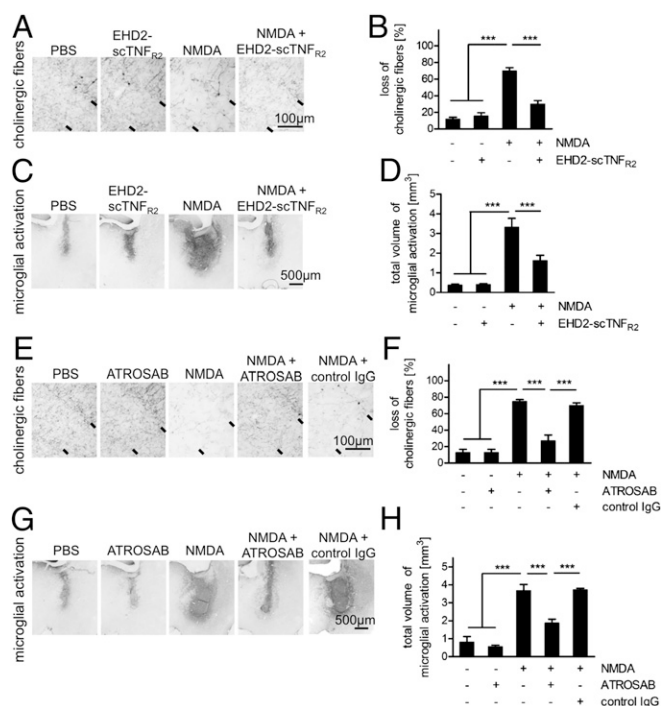 A
PBS
EHD2-
scTNFR2
NMDA
NMDA +
EHD2-scTNFR2
cholinergic fibers
100µm
B
loss of
cholinergic fibers [%]
100
80
60
40
20
0
*** ***
- - + + NMDA
- + - + EHD2-scTNFR2
C
PBS
EHD2-
scTNFR2
NMDA
NMDA +
EHD2-scTNFR2
microglial activation
500µm
D
total volume of
microglial activation [mm³]
5
4
3
2
1
0
*** ***
- - + + NMDA
- + - + EHD2-scTNFR2
E
PBS
ATROSAB
NMDA
NMDA +
ATROSAB
NMDA +
control IgG
cholinergic fibers
100µm
F
loss of
cholinergic fibers [%]
100
80
60
40
20
0
*** *** ***
- - + + + NMDA
- + - + - ATROSAB
- - - - + control IgG
G
PBS
ATROSAB
NMDA
NMDA +
ATROSAB
NMDA +
control IgG
microglial activation
500µm
H
total volume of
microglial activation [mm³]
5
4
3
2
1
0
*** *** ***
- - + + + NMDA
- + - + - ATROSAB
- - - - + control IgG